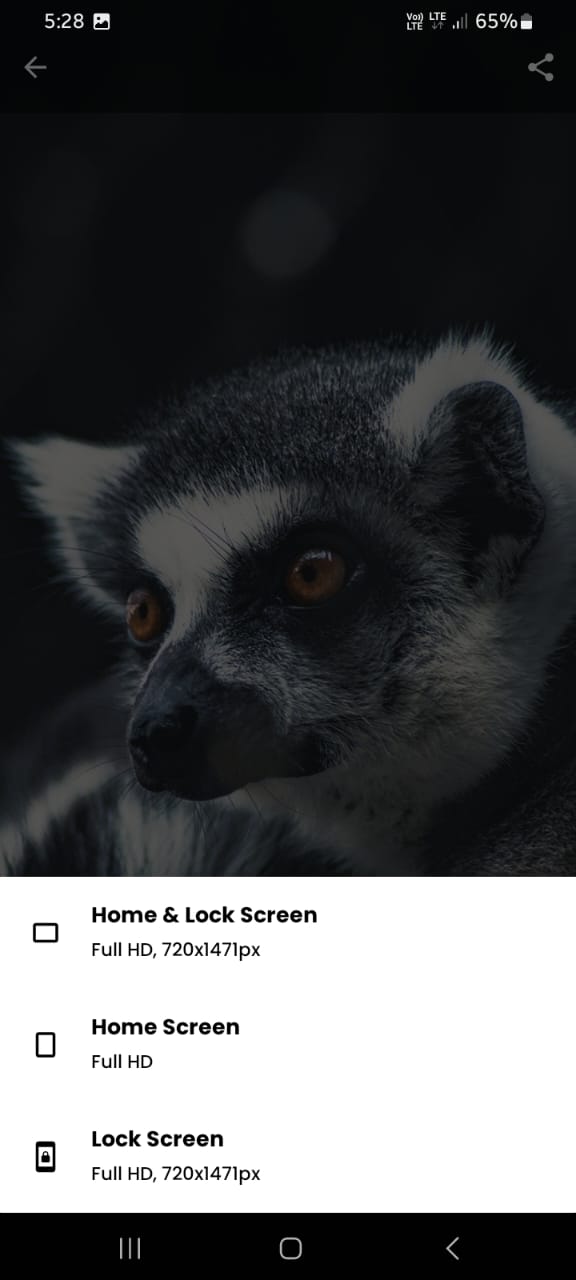 5:28
Vo)) LTE
LTE
65%
Home & Lock Screen
Full HD, 720x1471px
Home Screen
Full HD
Lock Screen
Full HD, 720x1471px